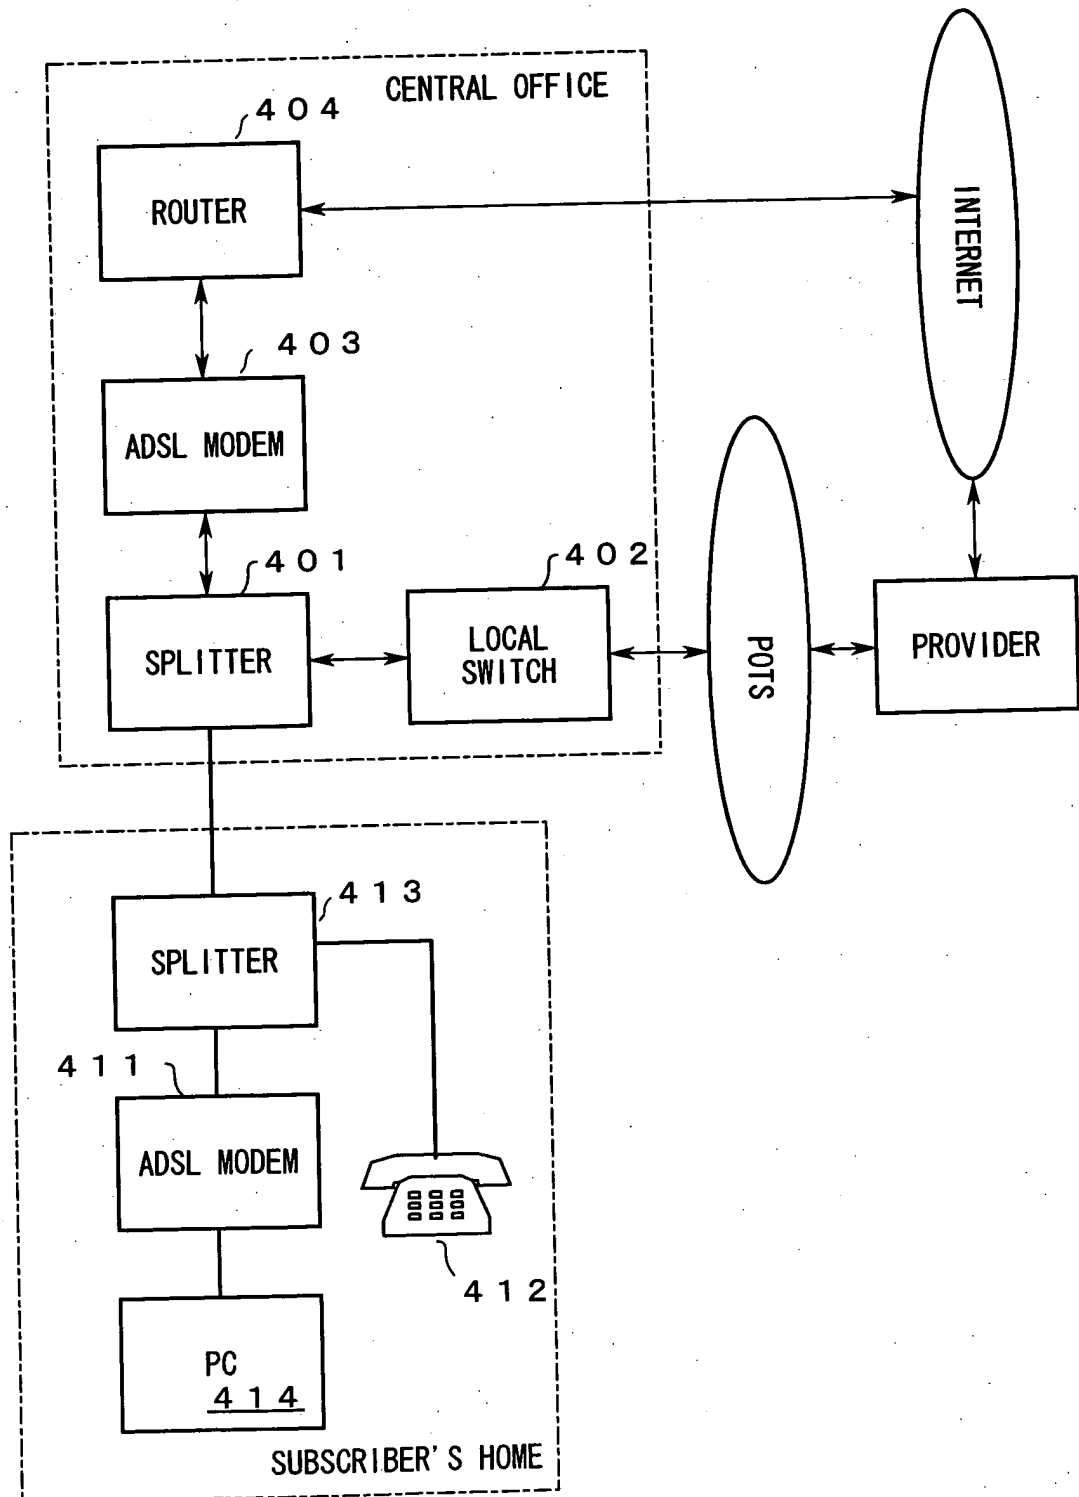 CENTRAL OFFICE
404
ROUTER
INTERNET
403
ADSL MODEM
401
402
SPLITTER
LOCAL
SWITCH
POTS
PROVIDER
413
SPLITTER
411
ADSL MODEM
412
PC
414
SUBSCRIBER'S HOME